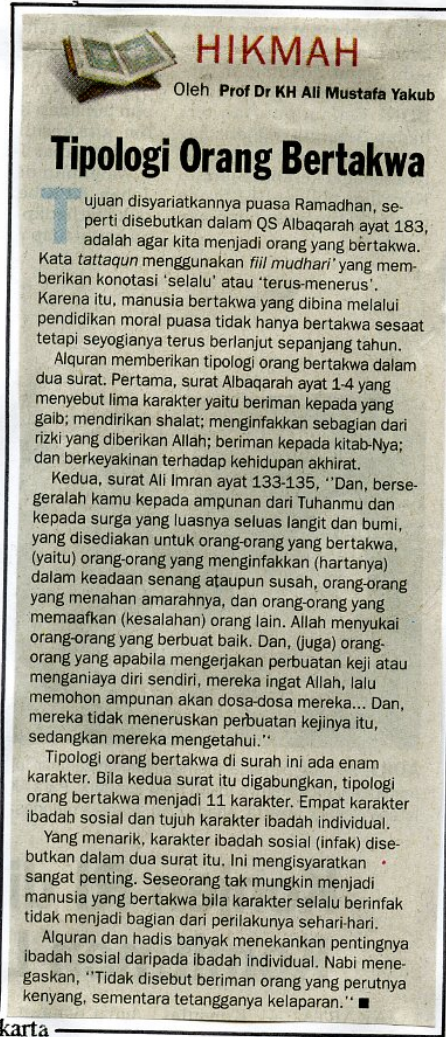 HIKMAH
Oleh Prof Dr KH Ali Mustafa Yakub
Tipologi Orang Bertakwa
Tujuan disyariatkannya puasa Ramadhan, se-
perti disebutkan dalam QS Albaqarah ayat 183,
adalah agar kita menjadi orang yang bertakwa.
Kata tattaqun menggunakan fiil mudhari' yang mem-
berikan konotasi 'selalu' atau 'terus-menerus'.
Karena itu, manusia bertakwa yang dibina melalui
pendidikan moral puasa tidak hanya bertakwa sesaat
tetapi seyogianya terus berlanjut sepanjang tahun.
Alquran memberikan tipologi orang bertakwa dalam
dua surat. Pertama, surat Albaqarah ayat 1-4 yang
menyebut lima karakter yaitu beriman kepada yang
gaib; mendirikan shalat; menginfakkan sebagian dari
rizki yang diberikan Allah; beriman kepada kitab-Nya;
dan berkeyakinan terhadap kehidupan akhirat.
Kedua, surat Ali Imran ayat 133-135, ''Dan, berse-
geralah kamu kepada ampunan dari Tuhanmu dan
kepada surga yang luasnya seluas langit dan bumi,
yang disediakan untuk orang-orang yang bertakwa,
(yaitu) orang-orang yang menginfakkan (hartanya)
dalam keadaan senang ataupun susah, orang-orang
yang menahan amarahnya, dan orang-orang yang
memaafkan (kesalahan) orang lain. Allah menyukai
orang-orang yang berbuat baik. Dan, (juga) orang-
orang yang apabila mengerjakan perbuatan keji atau
menganiaya diri sendiri, mereka ingat Allah, lalu
memohon ampunan akan dosa-dosa mereka... Dan,
mereka tidak meneruskan perbuatan kejinya itu,
sedangkan mereka mengetahui.''
Tipologi orang bertakwa di surah ini ada enam
karakter. Bila kedua surat itu digabungkan, tipologi
orang bertakwa menjadi 11 karakter. Empat karakter
ibadah sosial dan tujuh karakter ibadah individual.
Yang menarik, karakter ibadah sosial (infak) dise-
butkan dalam dua surat itu. Ini mengisyaratkan
sangat penting. Seseorang tak mungkin menjadi
manusia yang bertakwa bila karakter selalu berinfak
tidak menjadi bagian dari perilakunya sehari-hari.
Alquran dan hadis banyak menekankan pentingnya
ibadah sosial daripada ibadah individual. Nabi mene-
gaskan, ''Tidak disebut beriman orang yang perutnya
kenyang, sementara tetangganya kelaparan.'' ■
karta